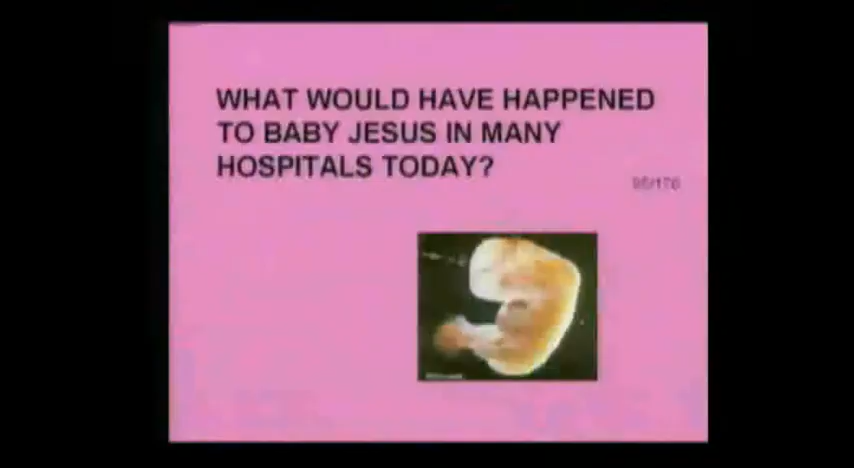 WHAT WOULD HAVE HAPPENED
TO BABY JESUS IN MANY
HOSPITALS TODAY?